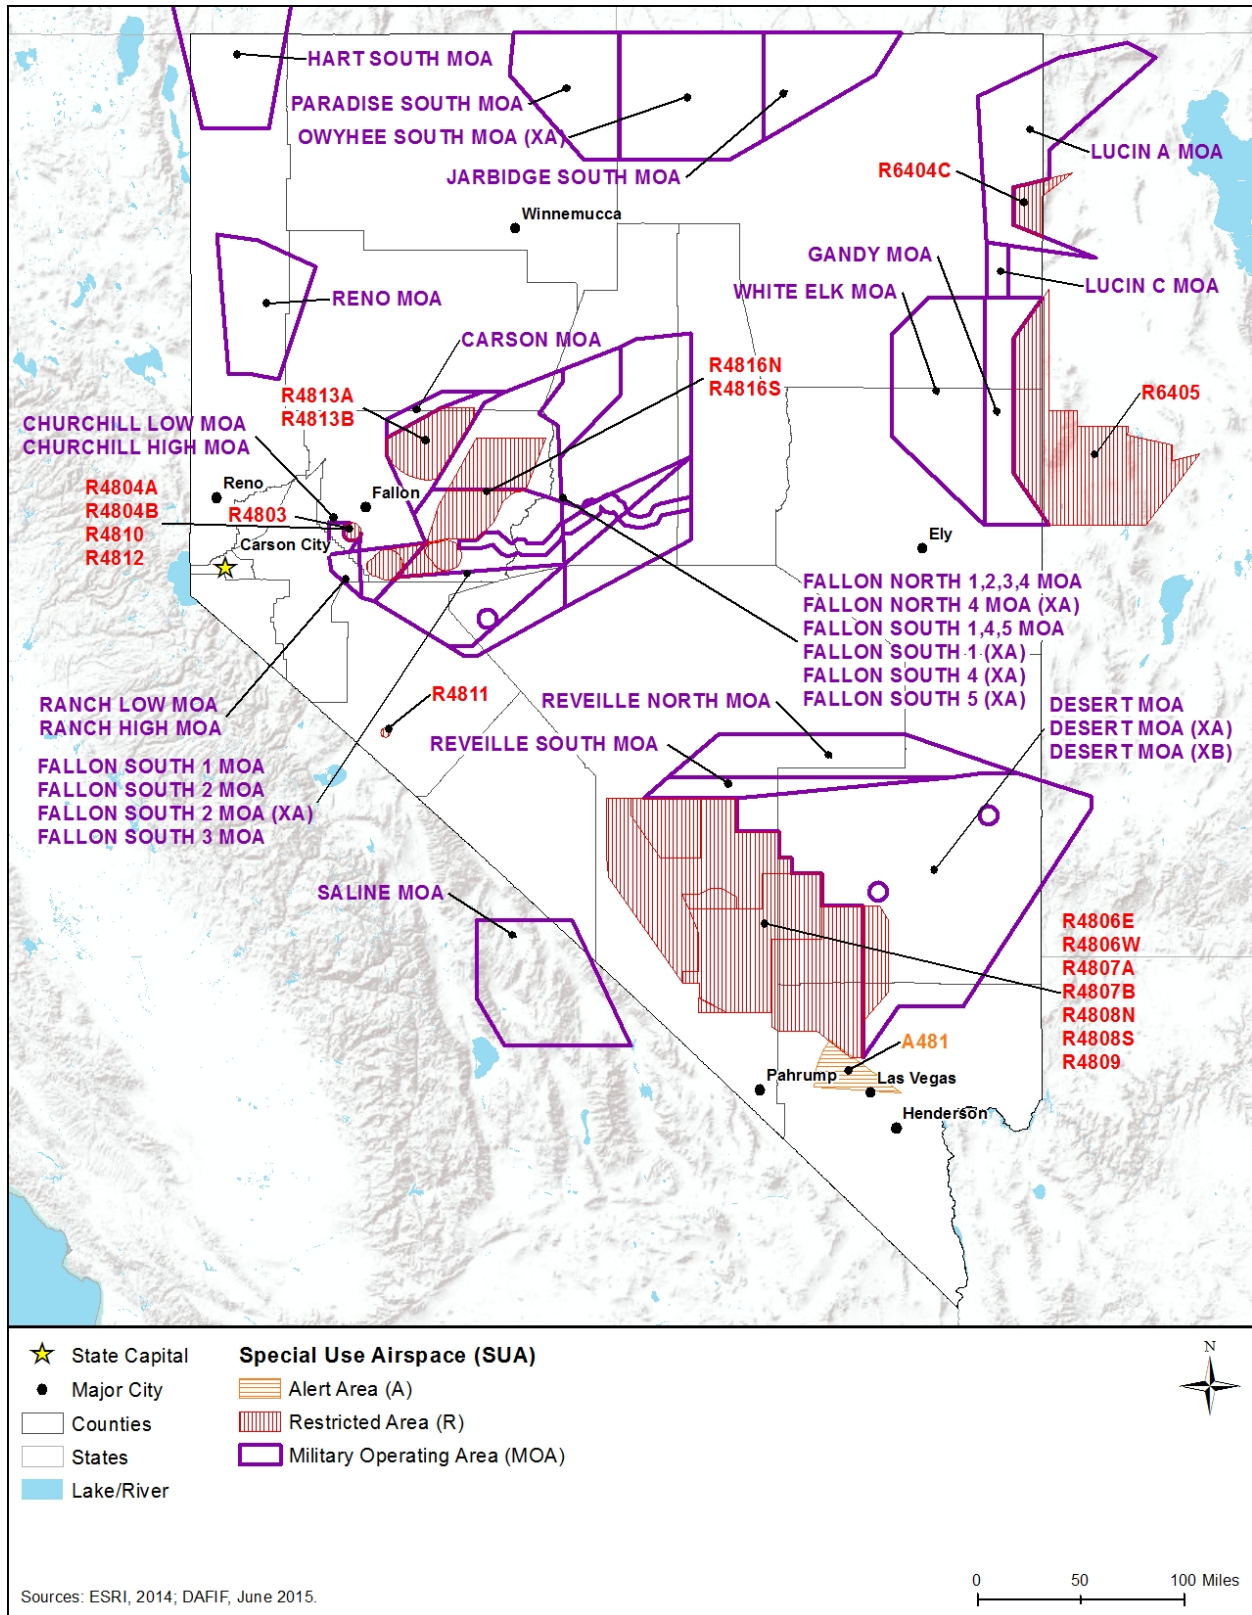 HART SOUTH MOA
PARADISE SOUTH MOA
OWYHEE SOUTH MOA (XA)
JARBIDGE SOUTH MOA
LUCIN A MOA
R6404C
Winnemucca
GANDY MOA
WHITE ELK MOA
LUCIN C MOA
RENO MOA
CARSON MOA
R4816N
R4816S
R4813A
R4813B
R6405
CHURCHILL LOW MOA
CHURCHILL HIGH MOA
Reno
Fallon
R4804A
R4804B
R4810
R4812
R4803
Carson City
Ely
FALLON NORTH 1,2,3,4 MOA
FALLON NORTH 4 MOA (XA)
FALLON SOUTH 1,4,5 MOA
FALLON SOUTH 1 (XA)
FALLON SOUTH 4 (XA)
FALLON SOUTH 5 (XA)
RANCH LOW MOA
RANCH HIGH MOA
R4811
REVEILLE NORTH MOA
REVEILLE SOUTH MOA
DESERT MOA
DESERT MOA (XA)
DESERT MOA (XB)
FALLON SOUTH 1 MOA
FALLON SOUTH 2 MOA
FALLON SOUTH 2 MOA (XA)
FALLON SOUTH 3 MOA
SALINE MOA
R4806E
R4806W
R4807A
R4807B
R4808N
R4808S
R4809
A481
Pahrump
Las Vegas
Henderson
State Capital
Major City
Counties
States
Lake/River
Special Use Airspace (SUA)
Alert Area (A)
Restricted Area (R)
Military Operating Area (MOA)
N
Sources: ESRI, 2014; DAFIF, June 2015.
0 50 100 Miles